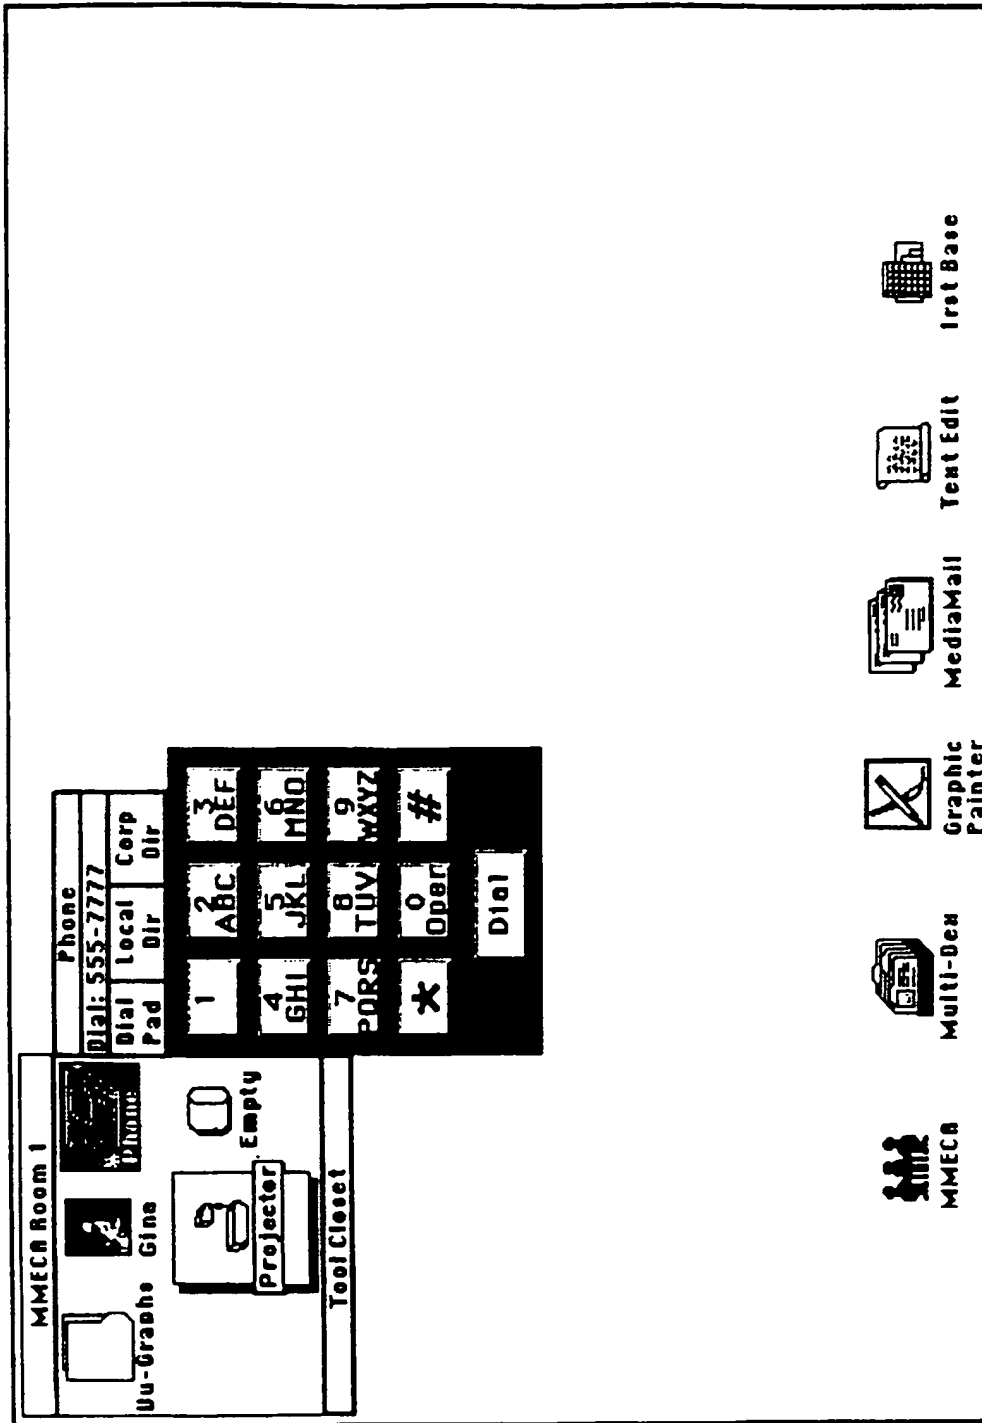 MMECA Room 1
Vu-Graphs
Gina
Phone
Projector
Empty
Tool Closet
Phone
Dial: 555-7777
Dial Pad
Local Dir
Corp Dir
1
2 ABC
3 DEF
4 GHI
5 JKL
6 MNO
7 PQRS
8 TUV
9 WXYZ
*
0 Oper
#
Dial
MMECA
Multi-Dex
Graphic Painter
MediaMail
Text Edit